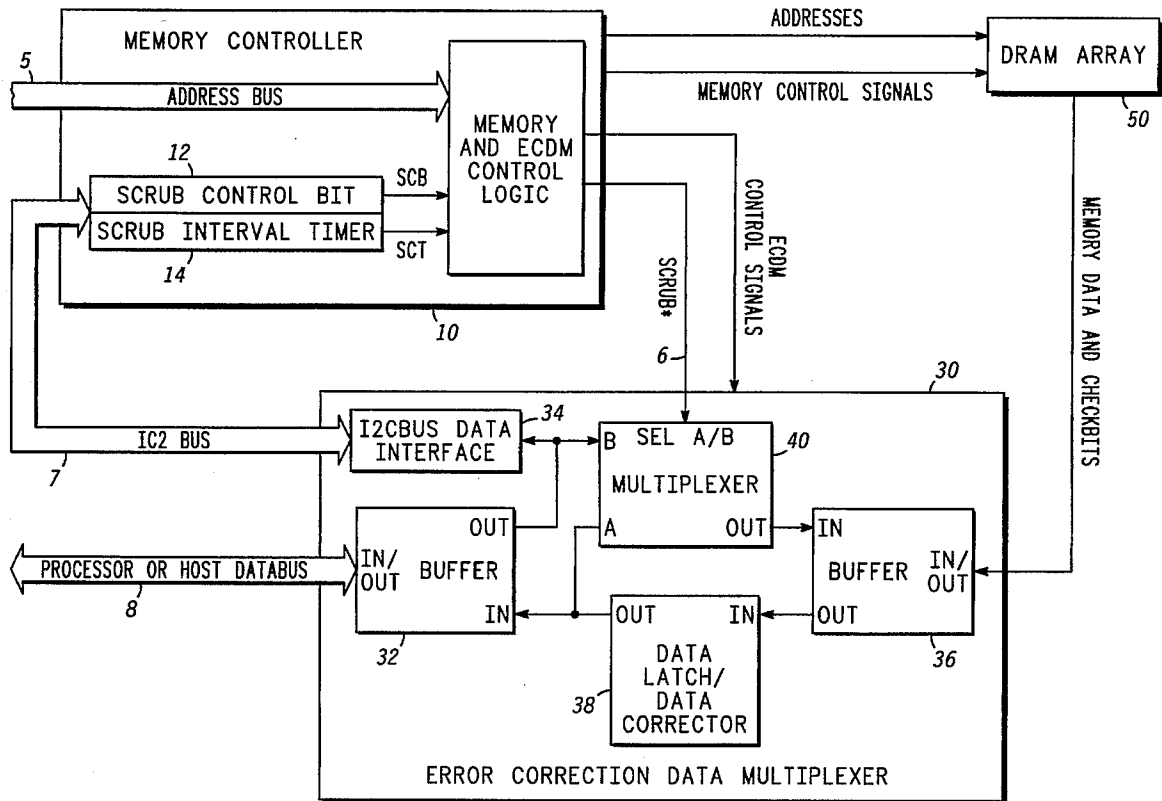 MEMORY CONTROLLER
ADDRESSES
DRAM ARRAY
50
5
ADDRESS BUS
MEMORY CONTROL SIGNALS
MEMORY
AND ECDM
CONTROL
LOGIC
12
SCRUB CONTROL BIT
SCB
SCRUB INTERVAL TIMER
SCT
14
10
SCRUB*
6
ECDM
CONTROL SIGNALS
MEMORY DATA AND CHECKBITS
30
IC2 BUS
7
I2CBUS DATA
INTERFACE
34
B
SEL A/B
MULTIPLEXER
A
OUT
40
PROCESSOR OR HOST DATABUS
8
OUT
IN/
OUT
BUFFER
IN
32
IN
BUFFER
IN/
OUT
OUT
36
OUT
IN
DATA
LATCH/
DATA
CORRECTOR
38
ERROR CORRECTION DATA MULTIPLEXER